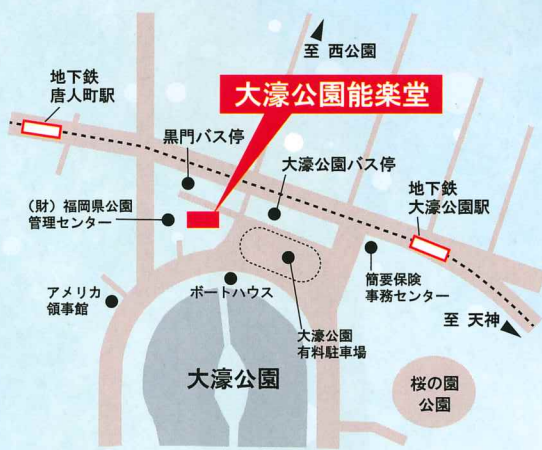 至 西公園
地下鉄
唐人町駅
大濠公園能楽堂
黒門バス停
大濠公園バス停
地下鉄
大濠公園駅
(財)福岡県公園
管理センター
簡要保険
事務センター
アメリカ
領事館
ボートハウス
至 天神
大濠公園
有料駐車場
大濠公園
桜の園
公園